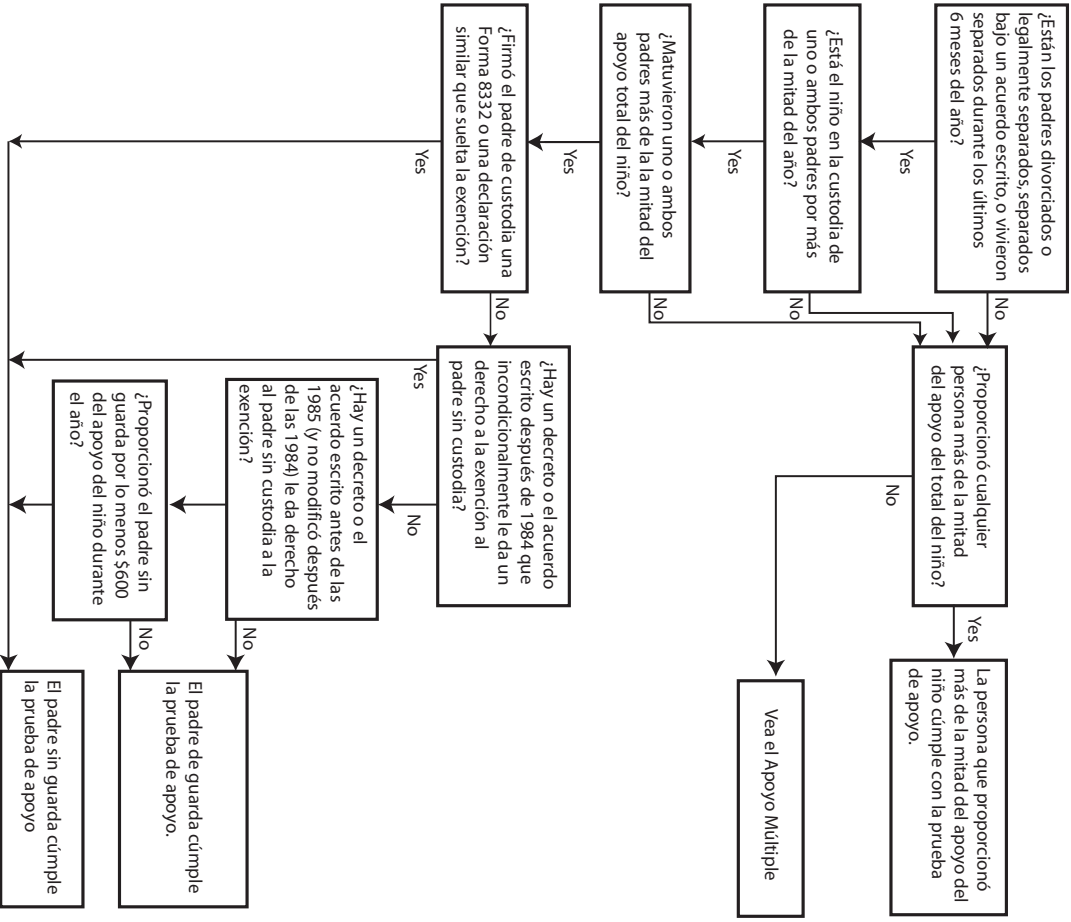 ¿Están los padres divorciados o
legalmente separados, separados
bajo un acuerdo escrito, o vivieron
separados durante los últimos
6 meses del año?
No
Yes
¿Está el niño en la custodia de
uno o ambos padres por más
de la mitad del año?
No
Yes
¿Matuvieron uno o ambos
padres más de la la mitad del
apoyo total del niño?
No
Yes
¿Firmó el padre de custodia una
Forma 8332 o una declaración
similar que suelta la exención?
No
Yes
¿Proporcionó cualquier
persona más de la mitad
del apoyo del total del niño?
Yes
No
La persona que proporcionó
más de la mitad del apoyo del
niño cúmple con la prueba
de apoyo.
Vea el Apoyo Múltiple
¿Hay un decreto o el acuerdo
escrito después de 1984 que
incondicionalmente le da un
derecho a la exención al
padre sin custodia?
Yes
No
¿Hay un decreto o el
acuerdo escrito antes de las
1985 (y no modificó después
de las 1984) le da derecho
al padre sin custodia a la
exención?
No
¿Proporcionó el padre sin
guarda por lo menos $600
del apoyo del niño durante
el año?
No
El padre de guarda cúmple
la prueba de apoyo.
El padre sin guarda cúmple
la prueba de apoyo